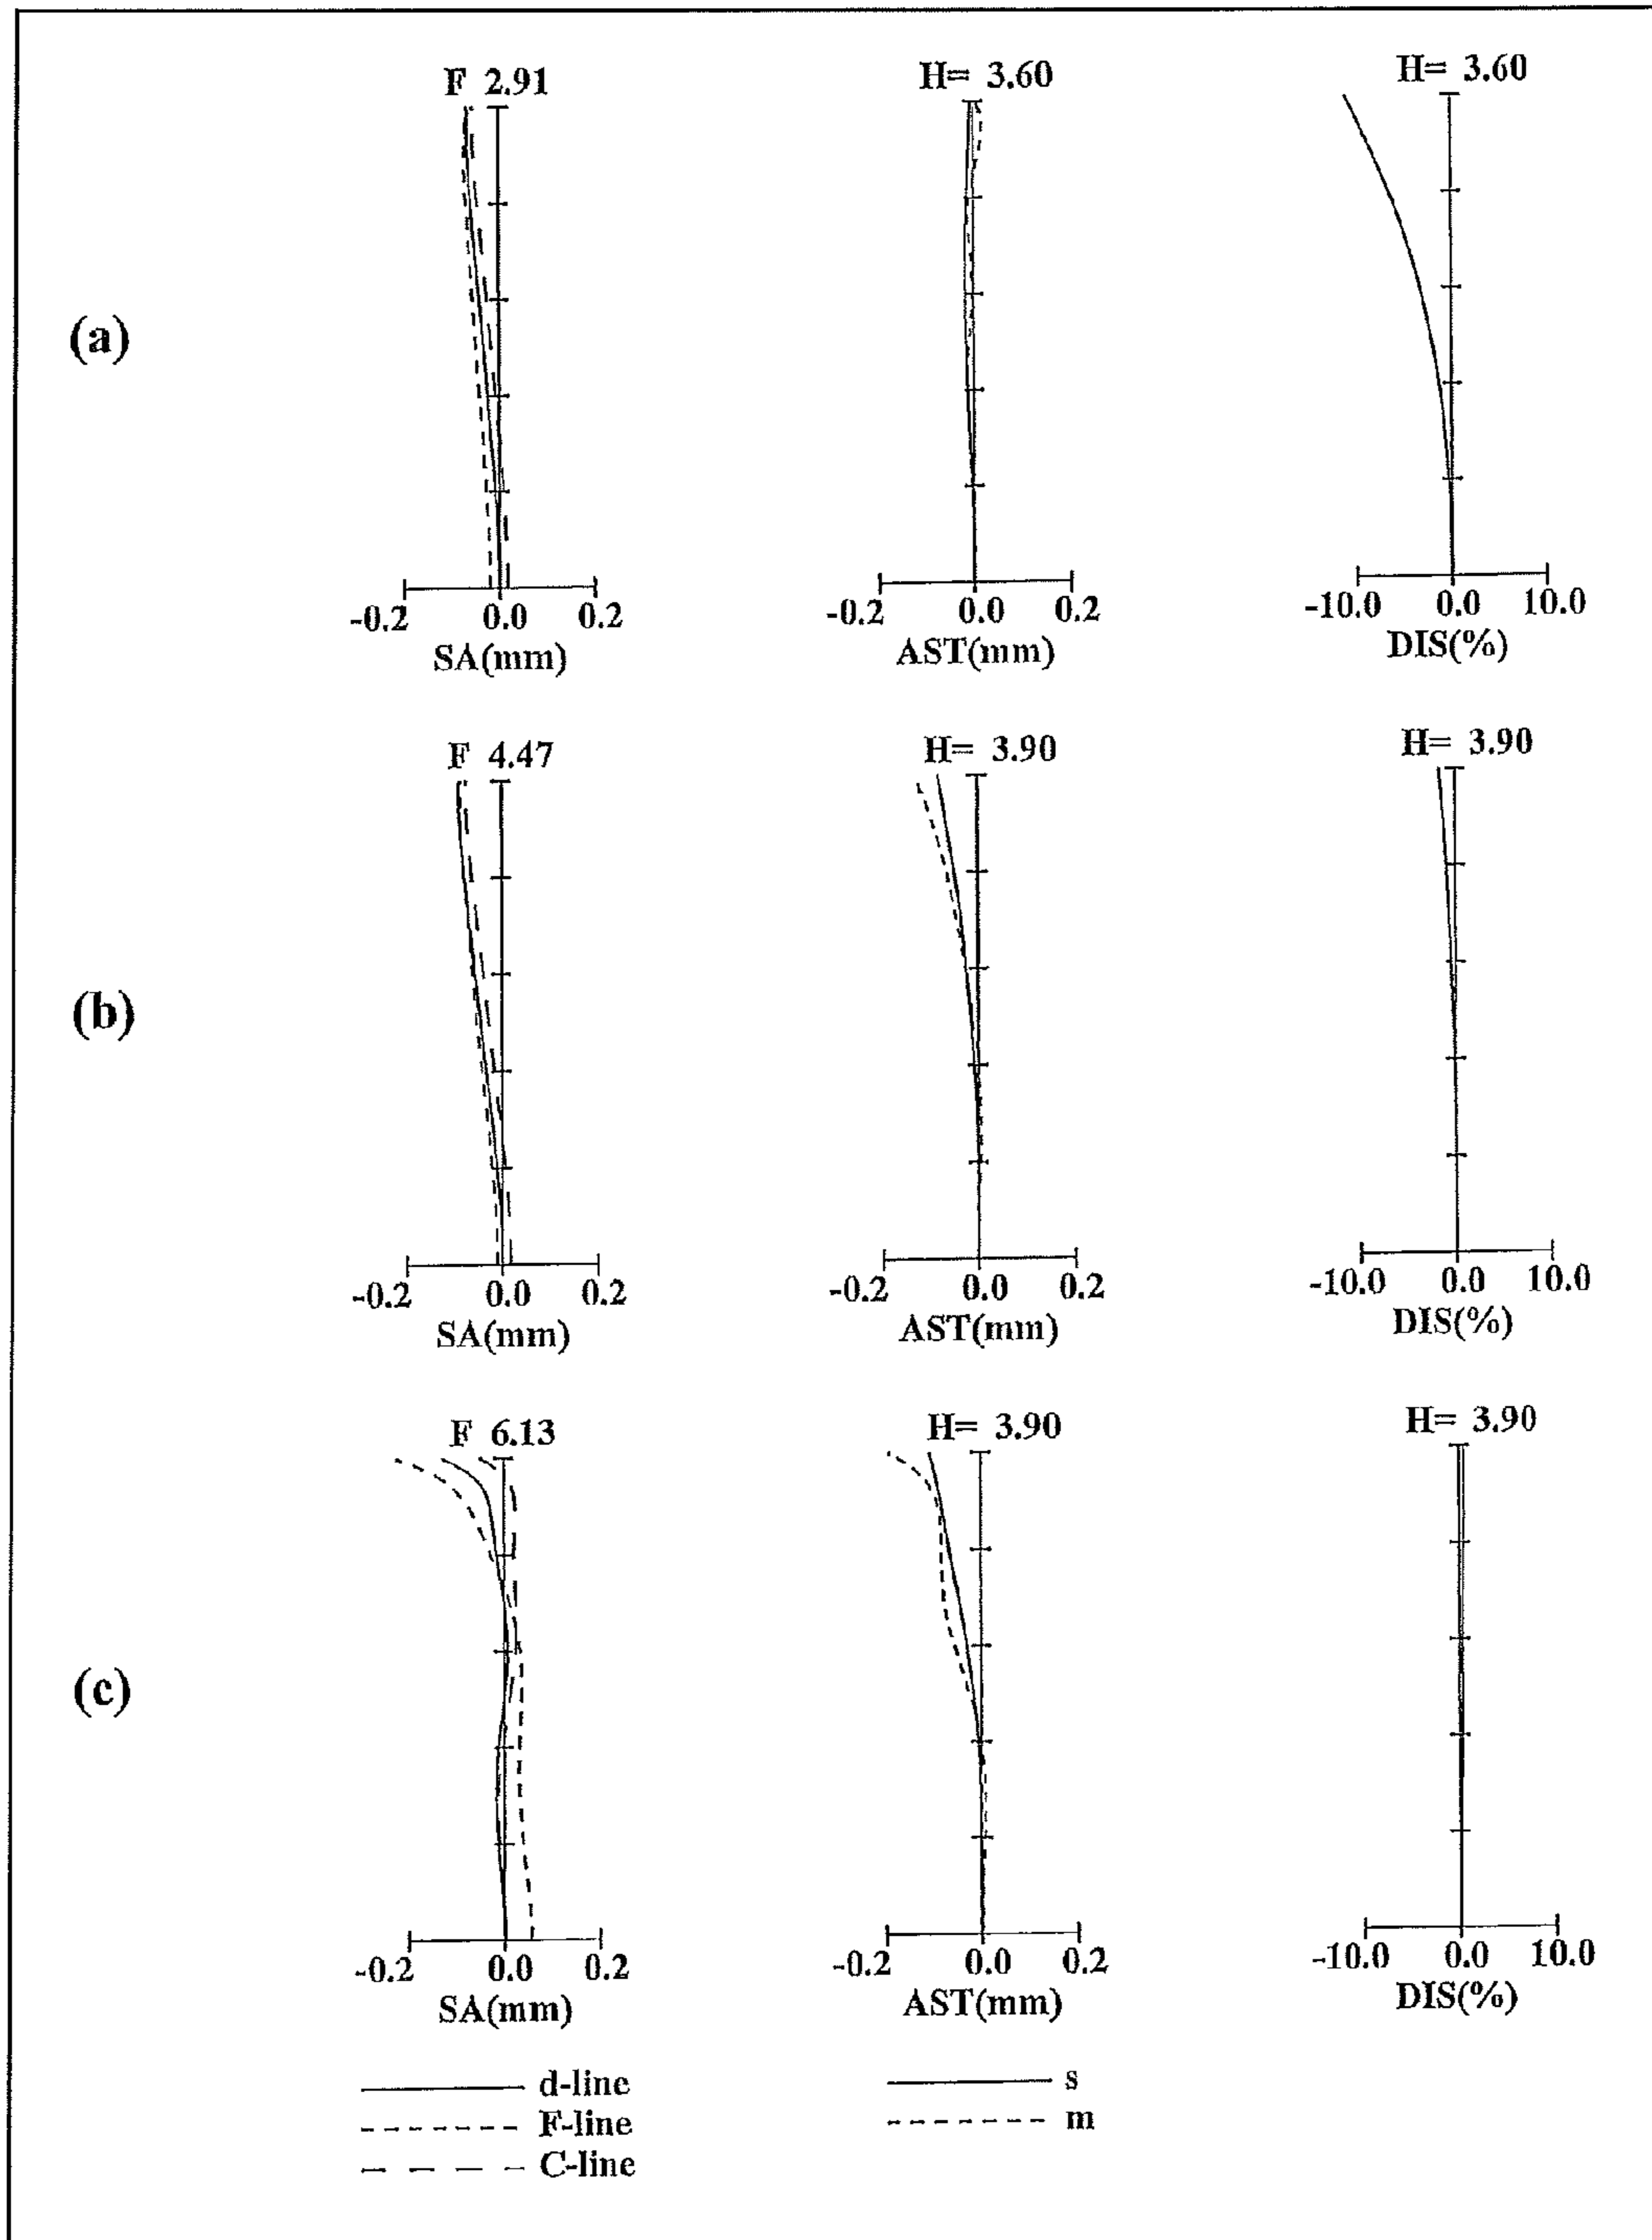 F 2.91
H= 3.60
H= 3.60
(a)
-0.2 0.0 0.2
SA(mm)
-0.2 0.0 0.2
AST(mm)
-10.0 0.0 10.0
DIS(%)
F 4.47
H= 3.90
H= 3.90
(b)
-0.2 0.0 0.2
SA(mm)
-0.2 0.0 0.2
AST(mm)
-10.0 0.0 10.0
DIS(%)
F 6.13
H= 3.90
H= 3.90
(c)
-0.2 0.0 0.2
SA(mm)
-0.2 0.0 0.2
AST(mm)
-10.0 0.0 10.0
DIS(%)
d-line
F-line
C-line
s
m